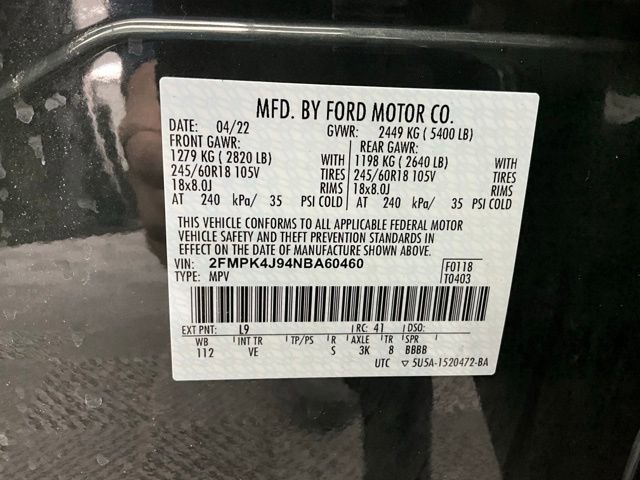 MFD. BY FORD MOTOR CO.
DATE: 04/22 GVWR: 2449 KG ( 5400 LB)
FRONT GAWR: REAR GAWR:
1279 KG ( 2820 LB) WITH 1198 KG ( 2640 LB) WITH
245/60R18 105V TIRES 245/60R18 105V TIRES
18x8.0J RIMS 18x8.0J RIMS
AT 240 kPa/ 35 PSI COLD AT 240 kPa/ 35 PSI COLD
THIS VEHICLE CONFORMS TO ALL APPLICABLE FEDERAL MOTOR
VEHICLE SAFETY AND THEFT PREVENTION STANDARDS IN
EFFECT ON THE DATE OF MANUFACTURE SHOWN ABOVE.
VIN: 2FMPK4J94NBA60460 F0118
TYPE: MPV T0403
EXT PNT: L9 RC: 41 DSO:
WB INT TR TP/PS R AXLE TR SPR
112 VE S 3K 8 BBBB
UTC ▽ 5U5A-1520472-BA